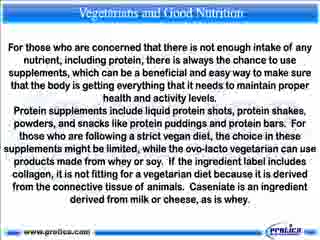 Vegetarians and Good Nutrition
For those who are concerned that there is not enough intake of any
nutrient, including protein, there is always the chance to use
supplements, which can be a beneficial and easy way to make sure
that the body is getting everything that it needs to maintain proper
health and activity levels.
Protein supplements include liquid protein shots, protein shakes,
powders, and snacks like protein puddings and protein bars. For
those who are following a strict vegan diet, the choice in these
supplements might be limited, while the ovo-lacto vegetarian can use
products made from whey or soy. If the ingredient label includes
collagen, it is not fitting for a vegetarian diet because it is derived
from the connective tissue of animals. Caseniate is an ingredient
derived from milk or cheese, as is whey.
www.protica.com
PROTICA